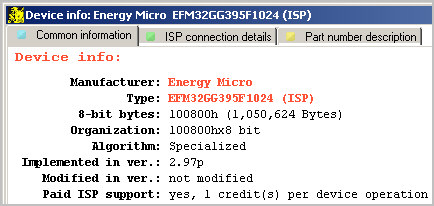 Device info: Energy Micro EFM32GG395F1024 (ISP)
Common information ISP connection details Part number description
Device info:
Manufacturer: Energy Micro
Type: EFM32GG395F1024 (ISP)
8-bit bytes: 100800h (1,050,624 Bytes)
Organization: 100800hx8 bit
Algorithm: Specialized
Implemented in ver.: 2.97p
Modified in ver.: not modified
Paid ISP support: yes, 1 credit(s) per device operation